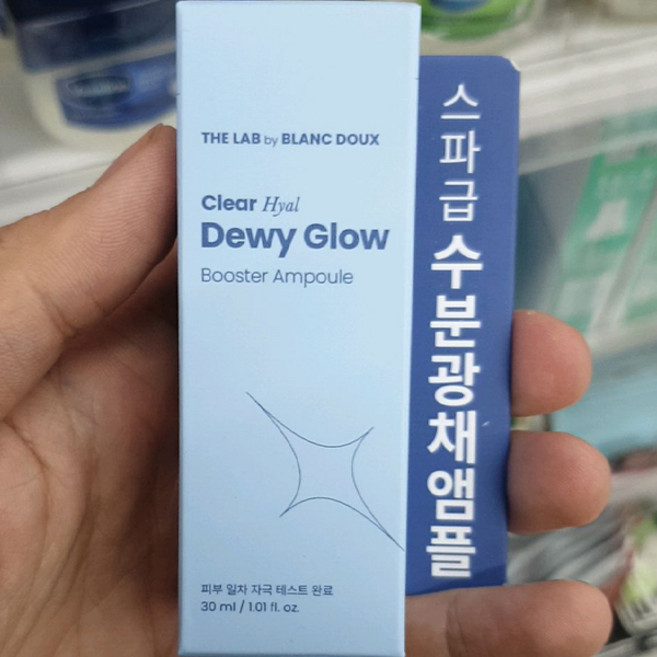 THE LAB by BLANC DOUX
Clear Hyal
Dewy Glow
Booster Ampoule
피부 일차 자극 테스트 완료
30 ml / 1.01 fl. oz.
스파급 수분광채앰플